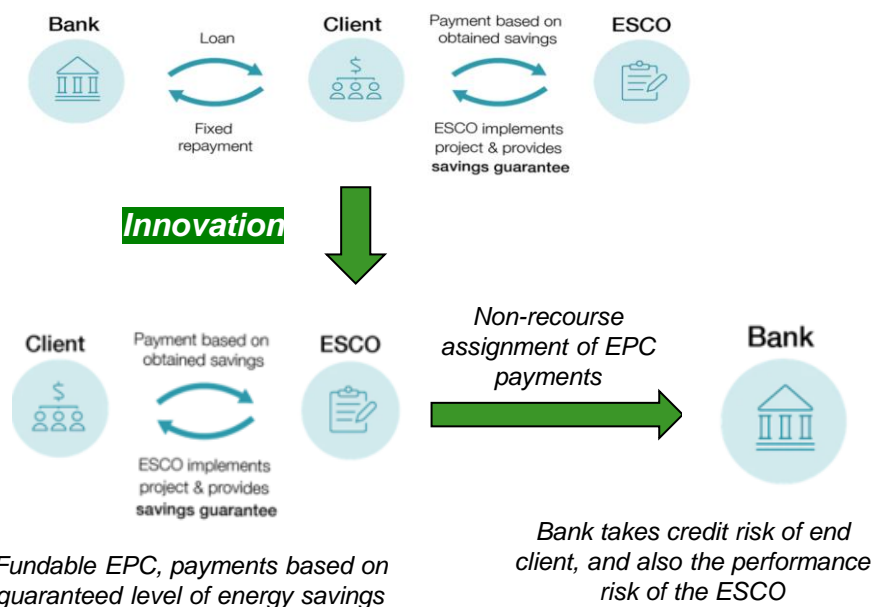 Bank
Client
ESCO
Loan
Fixed
repayment
Payment based on
obtained savings
ESCO implements
project & provides
savings guarantee
Innovation
Client
ESCO
Bank
Payment based on
obtained savings
ESCO implements
project & provides
savings guarantee
Non-recourse
assignment of EPC
payments
Fundable EPC, payments based on
guaranteed level of energy savings
Bank takes credit risk of end
client, and also the performance
risk of the ESCO